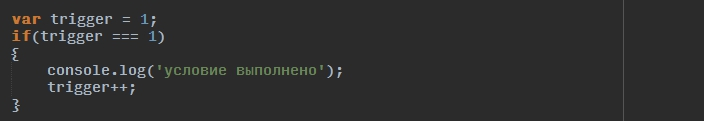 var trigger = 1;
if(trigger === 1)
{
    console.log('условие выполнено');
    trigger++;
}